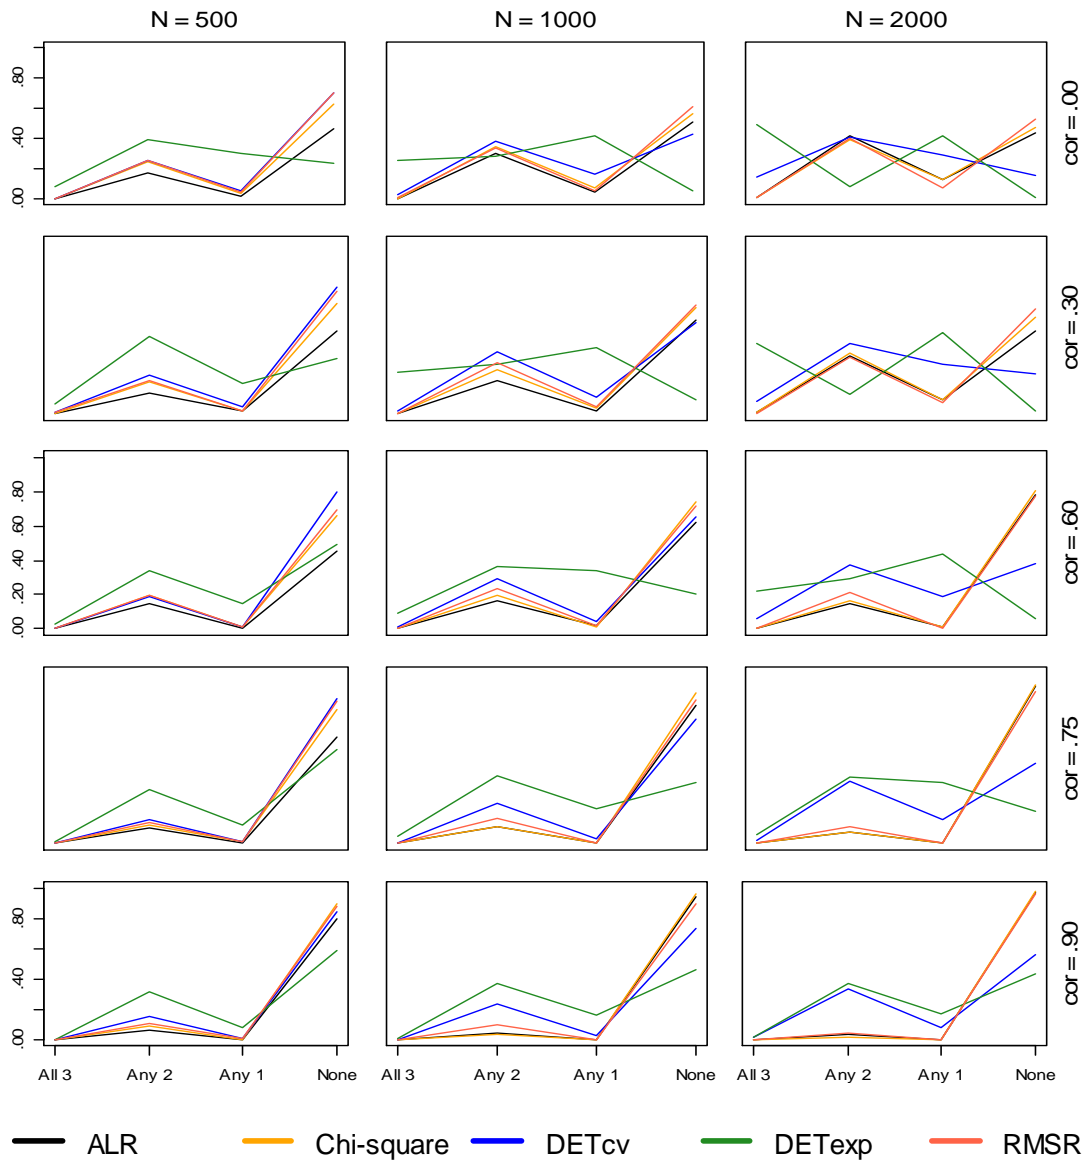 N = 500 N = 1000 N = 2000
.80
.40
.00
cor = .00
cor = .30
.80
.60
.40
.20
.00
cor = .60
cor = .75
.80
.40
.00
cor = .90
All 3 Any 2 Any 1 None All 3 Any 2 Any 1 None All 3 Any 2 Any 1 None
ALR Chi-square DETcv DETexp RMSR